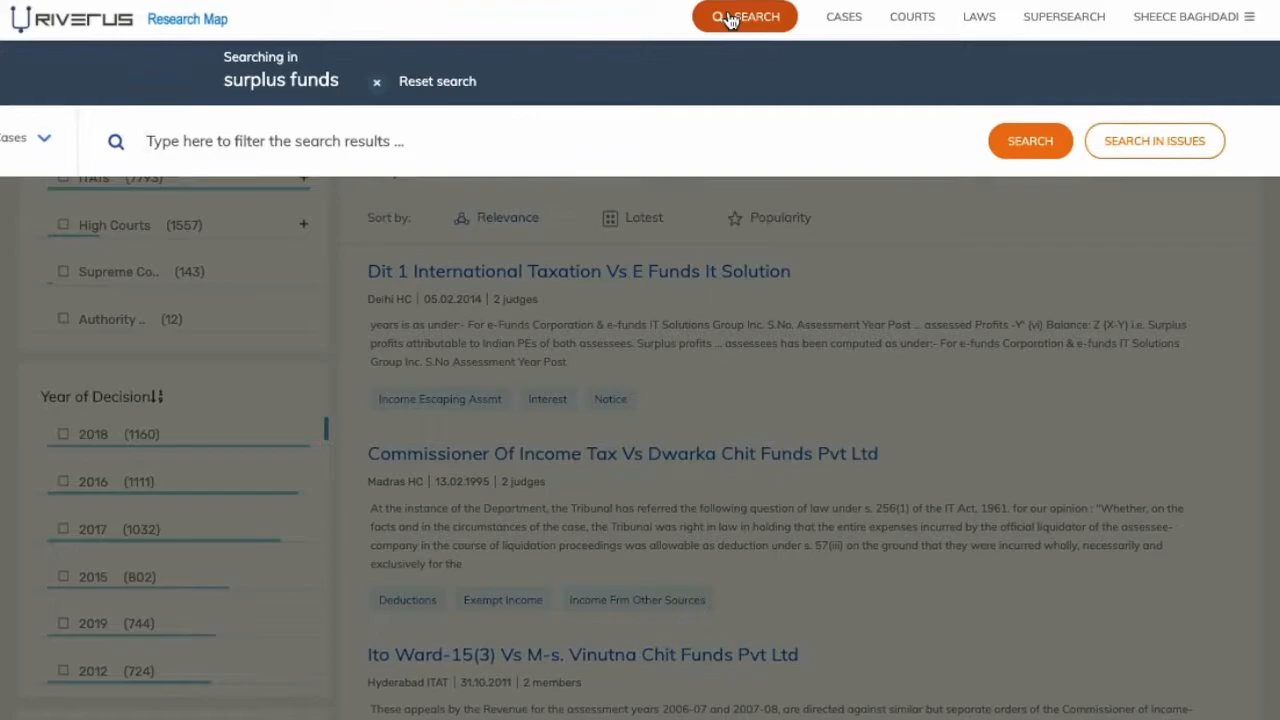 RIVERUS Research Map
SEARCH CASES COURTS LAWS SUPERSEARCH SHEECE BAGHDADI
Searching in
surplus funds × Reset search
Type here to filter the search results ...
SEARCH SEARCH IN ISSUES
ITATs (7793) +
High Courts (1557) +
Supreme Co.. (143)
Authority .. (12)
Year of Decision
2018 (1160)
2016 (1111)
2017 (1032)
2015 (802)
2019 (744)
2012 (724)
Sort by: Relevance Latest Popularity
Dit 1 International Taxation Vs E Funds It Solution
Delhi HC | 05.02.2014 | 2 judges
years is as under:- For e-Funds Corporation & e-funds IT Solutions Group Inc. S.No. Assessment Year Post ... assessed Profits -Y' (vi) Balance: Z (X-Y) i.e. Surplus
profits attributable to Indian PEs of both assessees. Surplus profits ... assessees has been computed as under:- For e-funds Corporation & e-funds IT Solutions
Group Inc. S.No Assessment Year Post
Income Escaping Assmt Interest Notice
Commissioner Of Income Tax Vs Dwarka Chit Funds Pvt Ltd
Madras HC | 13.02.1995 | 2 judges
At the instance of the Department, the Tribunal has referred the following question of law under s. 256(1) of the IT Act, 1961. for our opinion : "Whether, on the
facts and in the circumstances of the case, the Tribunal was right in law in holding that the entire expenses incurred by the official liquidator of the assessee-
company in the course of liquidation proceedings was allowable as deduction under s. 57(iii) on the ground that they were incurred wholly, necessarily and
exclusively for the
Deductions Exempt Income Income Frm Other Sources
Ito Ward-15(3) Vs M-s. Vinutna Chit Funds Pvt Ltd
Hyderabad ITAT | 31.10.2011 | 2 members
These appeals by the Revenue for the assessment years 2006-07 and 2007-08, are directed against similar but separate orders of the Commissioner of Income-